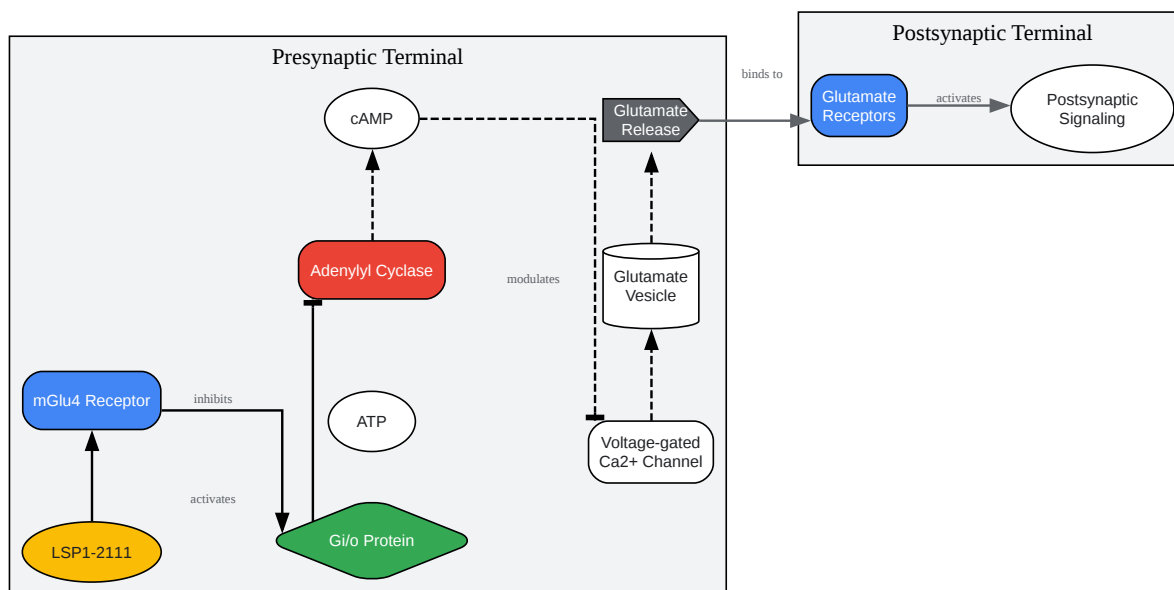 Postsynaptic Terminal
Presynaptic Terminal
binds to
Glutamate
Receptors
activates
Postsynaptic
Signaling
cAMP
Glutamate
Release
Adenylyl Cyclase
modulates
Glutamate
Vesicle
mGlu4 Receptor
inhibits
ATP
Voltage-gated
Ca2+ Channel
activates
LSP1-2111
Gi/o Protein